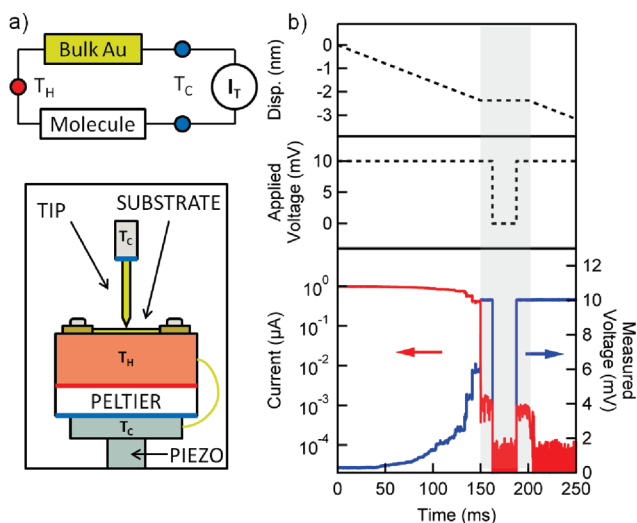 a)
Bulk Au
T_H
T_C
I_T
Molecule
TIP
SUBSTRATE
T_C
T_H
PELTIER
T_C
PIEZO
b)
Disp. (nm)
0
-1
-2
-3
Applied
Voltage (mV)
10
5
0
Current (µA)
10^0
10^-1
10^-2
10^-3
10^-4
12
10
8
6
4
2
0
Measured
Voltage (mV)
0
50
100
150
200
250
Time (ms)